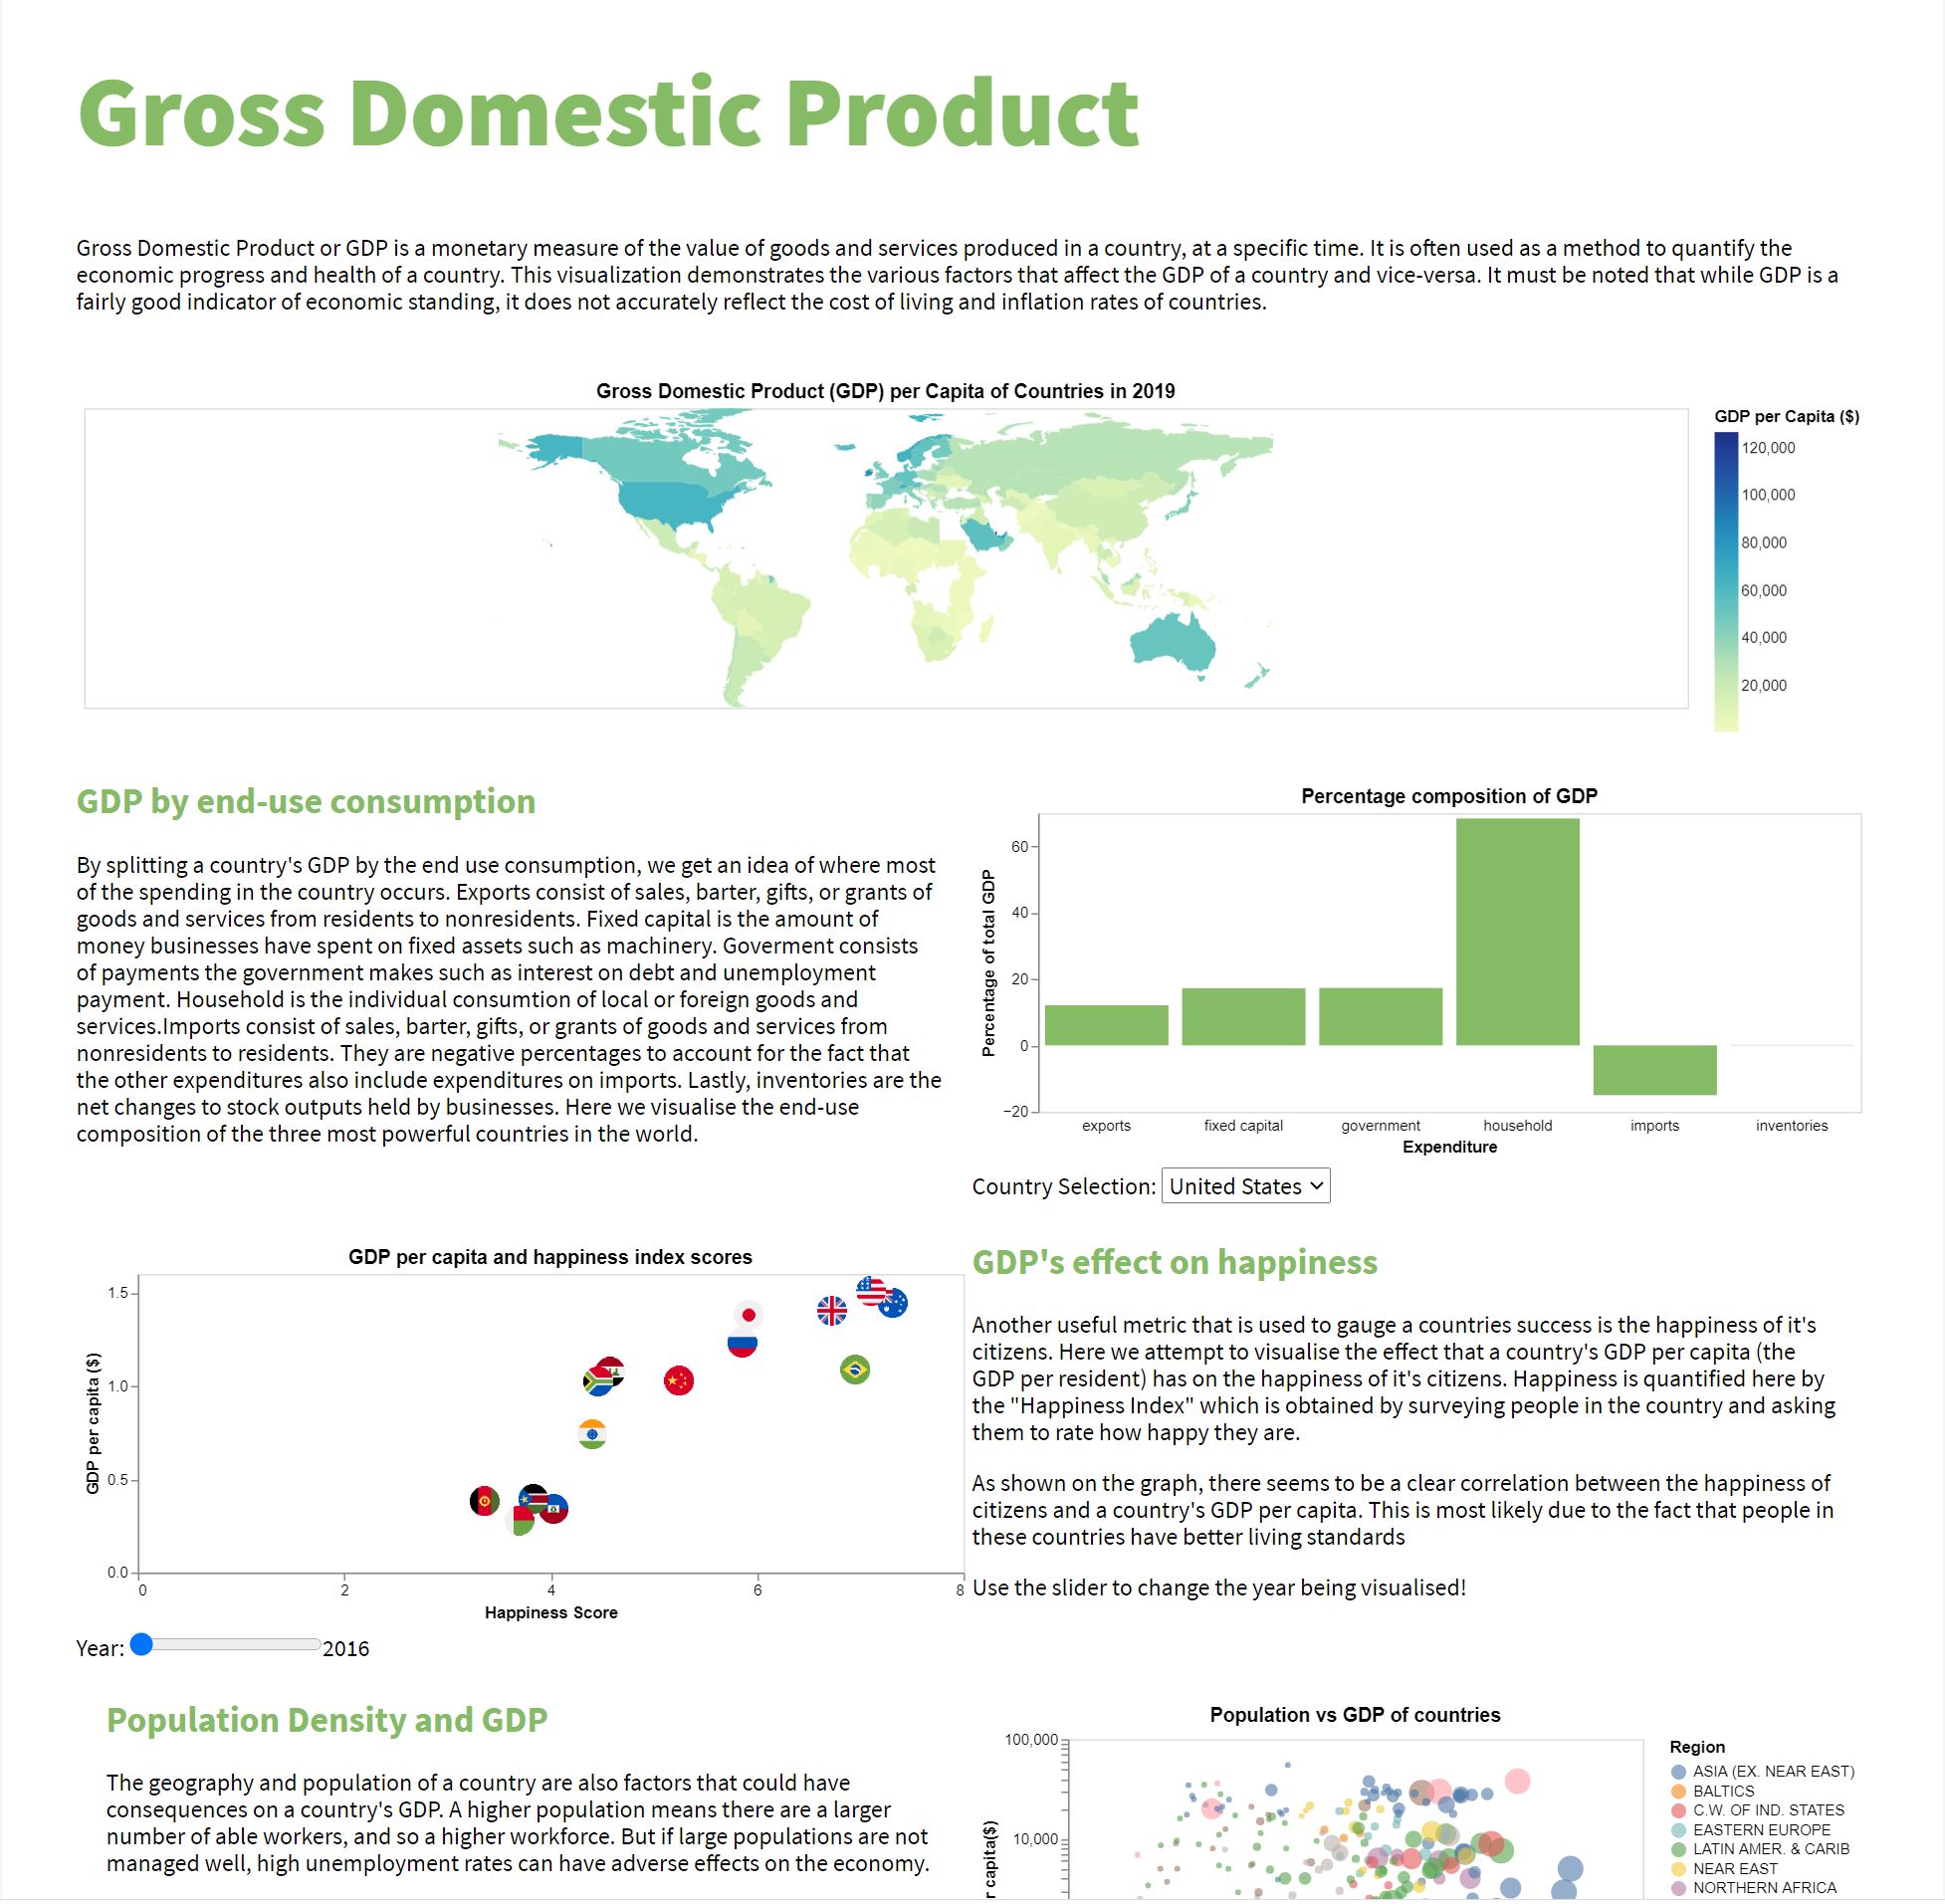 Gross Domestic Product
Gross Domestic Product or GDP is a monetary measure of the value of goods and services produced in a country, at a specific time. It is often used as a method to quantify the
economic progress and health of a country. This visualization demonstrates the various factors that affect the GDP of a country and vice-versa. It must be noted that while GDP is a
fairly good indicator of economic standing, it does not accurately reflect the cost of living and inflation rates of countries.
Gross Domestic Product (GDP) per Capita of Countries in 2019
GDP per Capita ($)
120,000
100,000
80,000
60,000
40,000
20,000
GDP by end-use consumption
By splitting a country's GDP by the end use consumption, we get an idea of where most
of the spending in the country occurs. Exports consist of sales, barter, gifts, or grants of
goods and services from residents to nonresidents. Fixed capital is the amount of
money businesses have spent on fixed assets such as machinery. Goverment consists
of payments the government makes such as interest on debt and unemployment
payment. Household is the individual consumtion of local or foreign goods and
services.Imports consist of sales, barter, gifts, or grants of goods and services from
nonresidents to residents. They are negative percentages to account for the fact that
the other expenditures also include expenditures on imports. Lastly, inventories are the
net changes to stock outputs held by businesses. Here we visualise the end-use
composition of the three most powerful countries in the world.
Percentage composition of GDP
Percentage of total GDP
60
40
20
0
−20
exports fixed capital government household imports inventories
Expenditure
Country Selection: United States
GDP per capita and happiness index scores
GDP per capita ($)
1.5
1.0
0.5
0.0
0 2 4 6 8
Happiness Score
Year: 2016
GDP's effect on happiness
Another useful metric that is used to gauge a countries success is the happiness of it's
citizens. Here we attempt to visualise the effect that a country's GDP per capita (the
GDP per resident) has on the happiness of it's citizens. Happiness is quantified here by
the "Happiness Index" which is obtained by surveying people in the country and asking
them to rate how happy they are.
As shown on the graph, there seems to be a clear correlation between the happiness of
citizens and a country's GDP per capita. This is most likely due to the fact that people in
these countries have better living standards
Use the slider to change the year being visualised!
Population Density and GDP
The geography and population of a country are also factors that could have
consequences on a country's GDP. A higher population means there are a larger
number of able workers, and so a higher workforce. But if large populations are not
managed well, high unemployment rates can have adverse effects on the economy.
Population vs GDP of countries
100,000
10,000
r capita($)
Region
ASIA (EX. NEAR EAST)
BALTICS
C.W. OF IND. STATES
EASTERN EUROPE
LATIN AMER. & CARIB
NEAR EAST
NORTHERN AFRICA